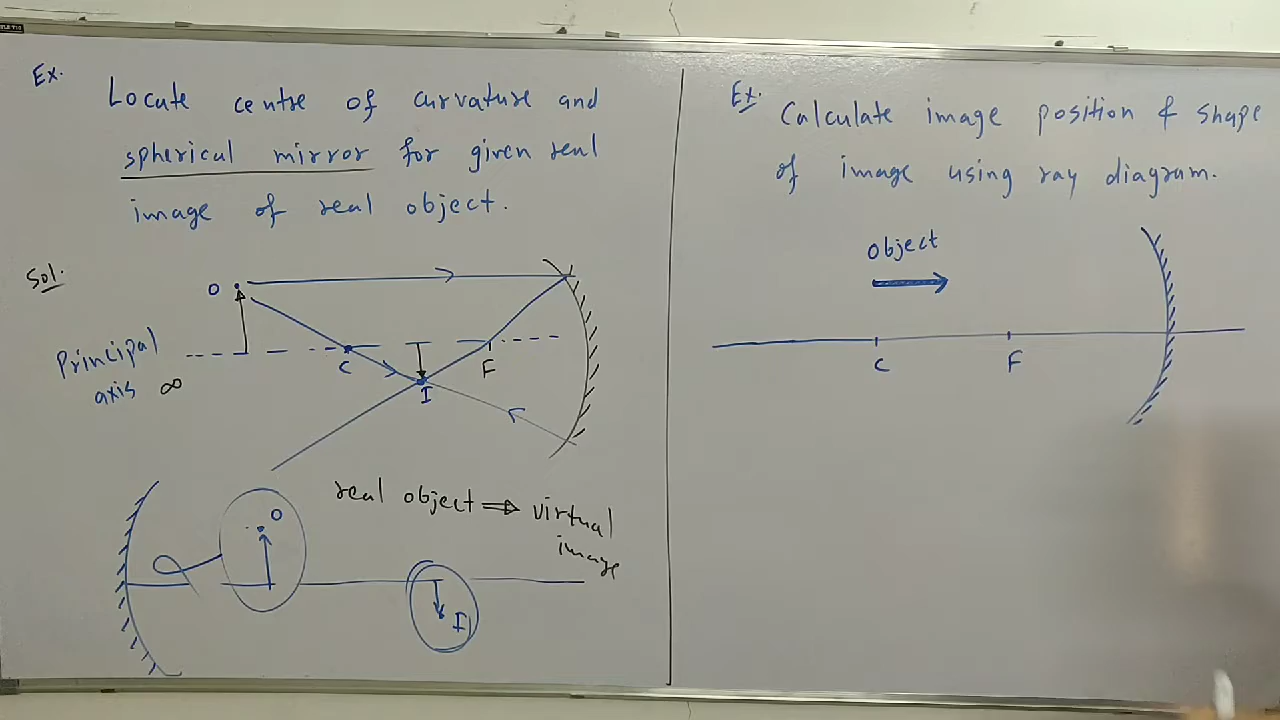 Ex.
Locate centre of curvature and
spherical mirror for given real
image of real object.
Sol.
O
Principal
axis ∞
C
I
F
real object ⇒ virtual
image
O
I
Ex.
Calculate image position & shape
of image using ray diagram.
object
C
F